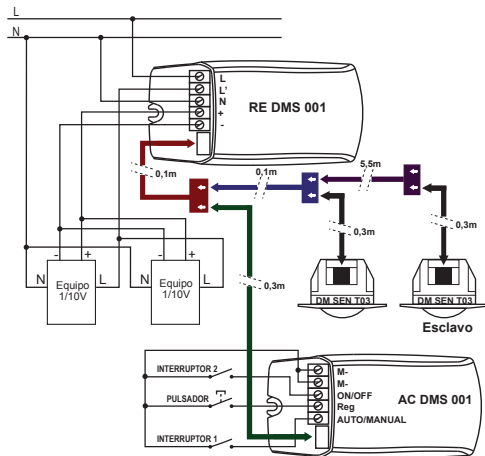 L
N
L
L'
N
+
-
RE DMS 001
0,1m
0,1m
5,5m
0,3m
0,3m
0,3m
- +
- +
N Equipo 1/10V L
N Equipo 1/10V L
DM SEN T03
DM SEN T03
Esclavo
INTERRUPTOR 2
PULSADOR
INTERRUPTOR 1
M-
M-
ON/OFF
Reg
AUTO/MANUAL
AC DMS 001